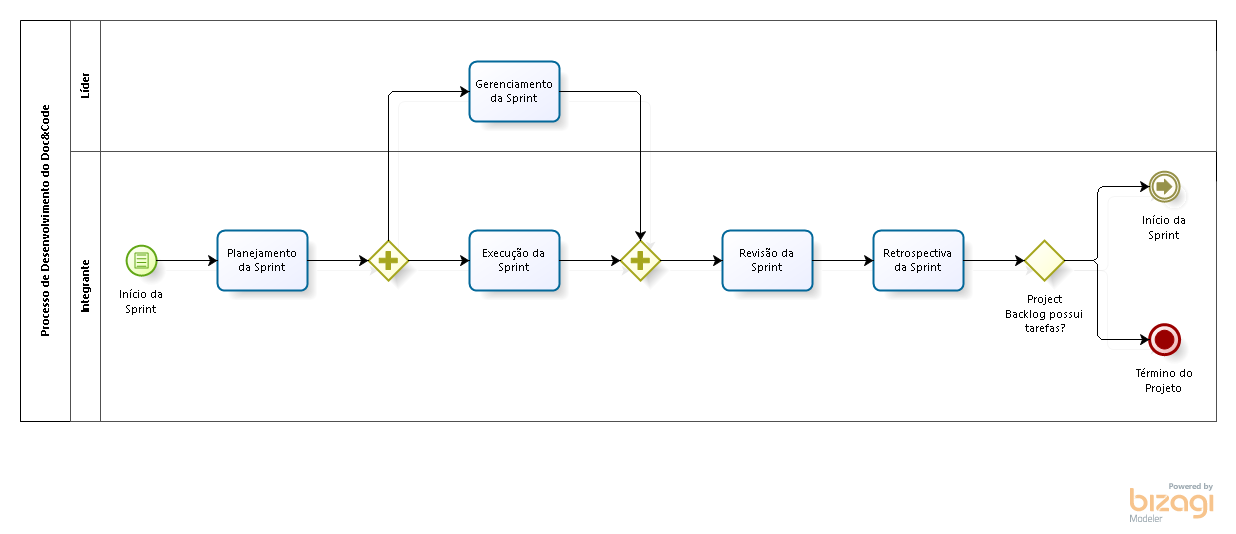 Processo de Desenvolvimento do Doc&Code
Líder
Gerenciamento
da Sprint
Integrante
Início da
Sprint
Planejamento
da Sprint
Execução da
Sprint
Revisão da
Sprint
Retrospectiva
da Sprint
Project
Backlog possui
tarefas?
Início da
Sprint
Término do
Projeto
Powered by
bizagi
Modeler